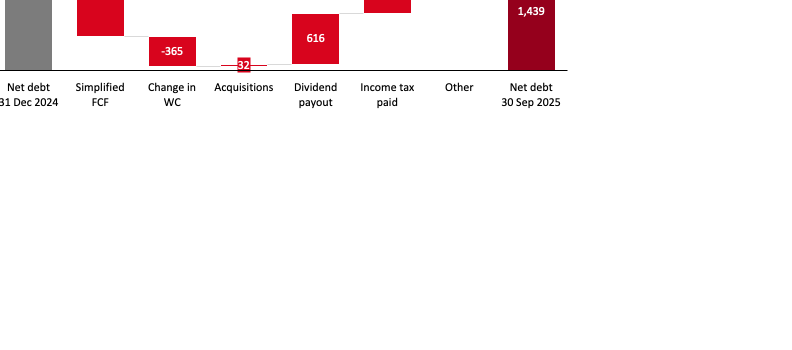 1,439
616
-365
32
Net debt
31 Dec 2024
Simplified
FCF
Change in
WC
Acquisitions
Dividend
payout
Income tax
paid
Other
Net debt
30 Sep 2025